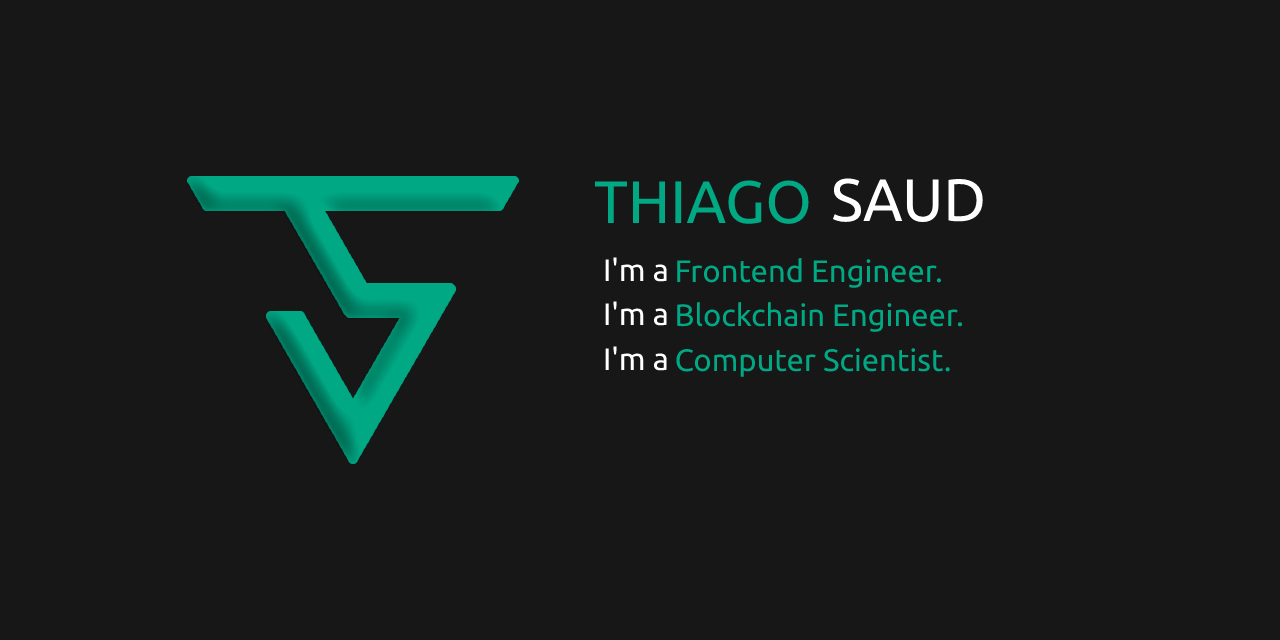 THIAGO SAUD
I'm a Frontend Engineer.
I'm a Blockchain Engineer.
I'm a Computer Scientist.